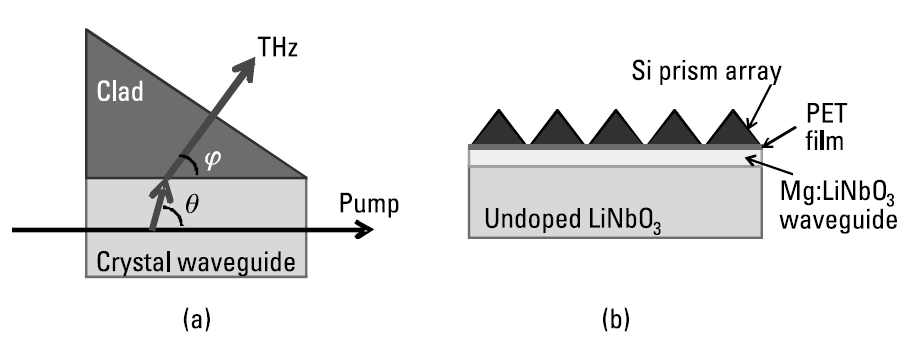 THz
Clad
φ
θ
Pump
Crystal waveguide
(a)
Si prism array
PET
film
Mg:LiNbO₃
waveguide
Undoped LiNbO₃
(b)